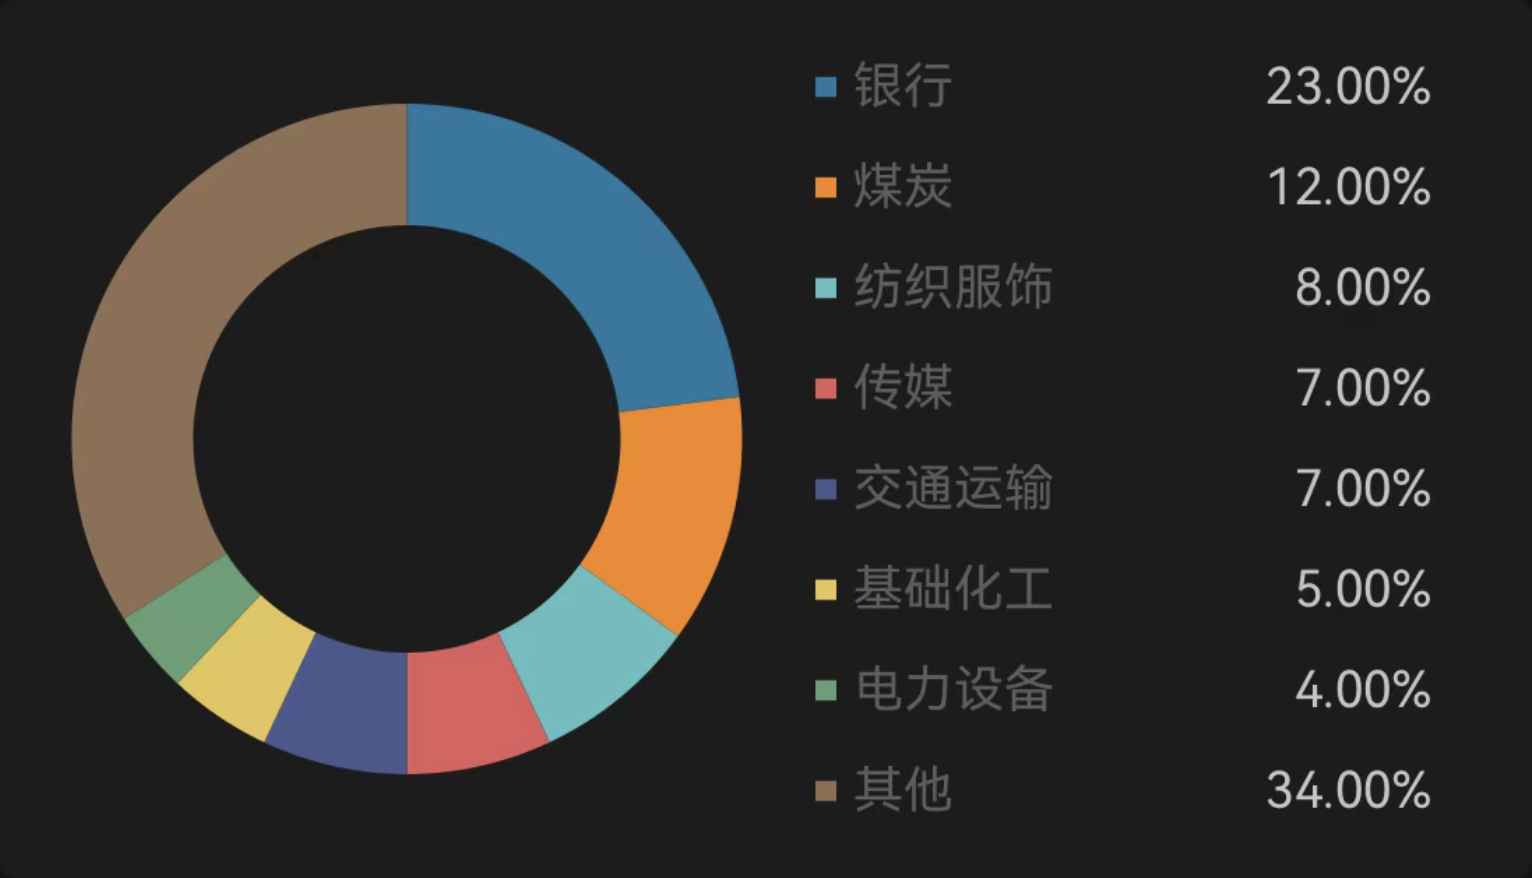 银行 23.00%
煤炭 12.00%
纺织服饰 8.00%
传媒 7.00%
交通运输 7.00%
基础化工 5.00%
电力设备 4.00%
其他 34.00%